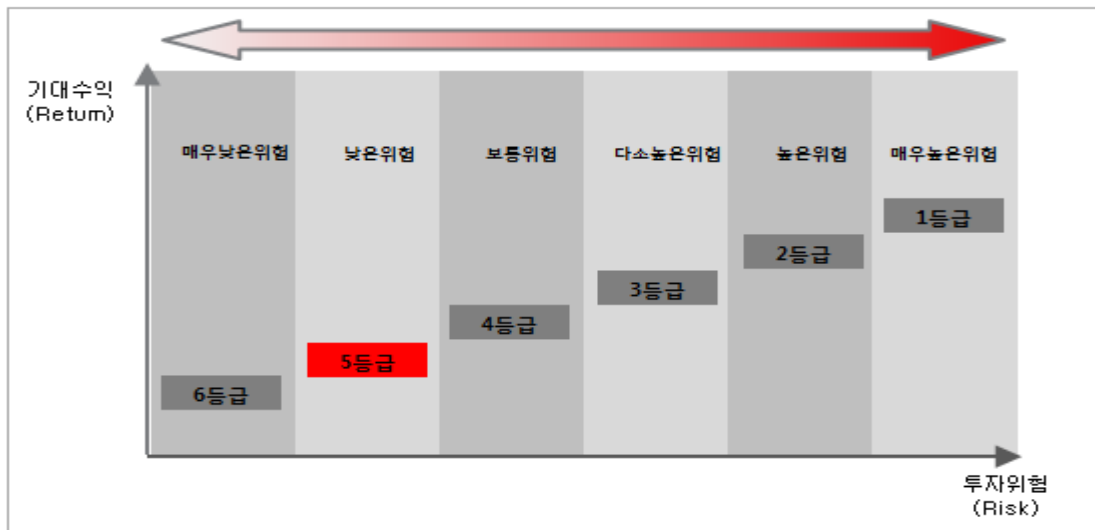 기대수익
(Return)
매우낮은위험 낮은위험 보통위험 다소높은위험 높은위험 매우높은위험
1등급
2등급
3등급
4등급
5등급
6등급
투자위험
(Risk)